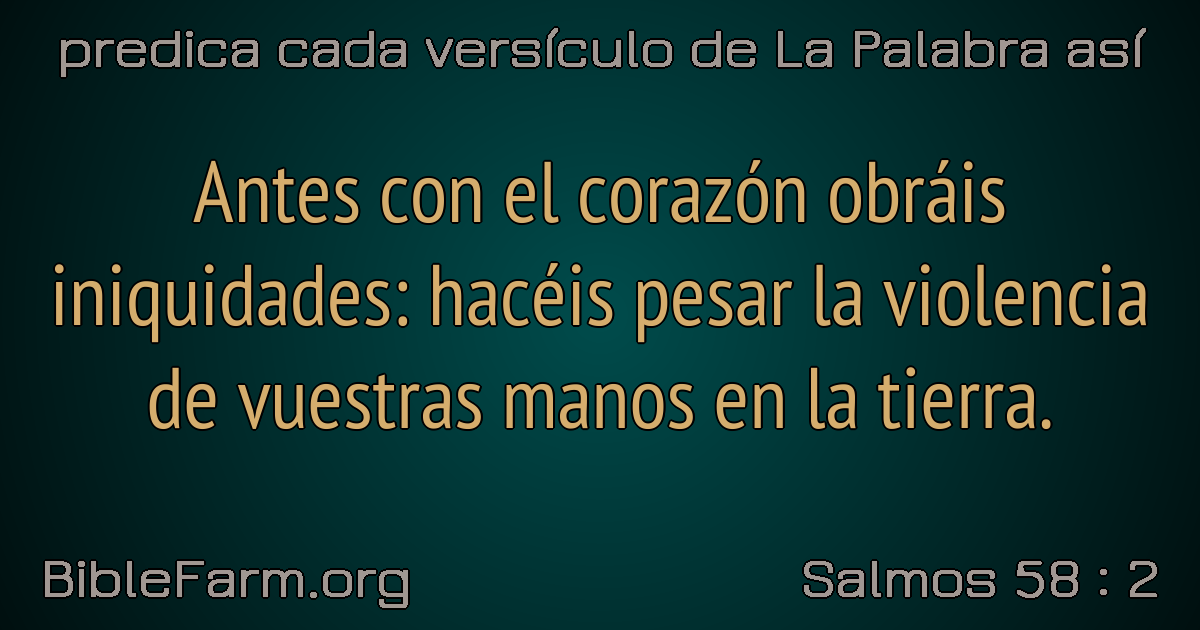 predica cada versículo de La Palabra así
Antes con el corazón obráis
iniquidades: hacéis pesar la violencia
de vuestras manos en la tierra.
BibleFarm.org
Salmos 58 : 2